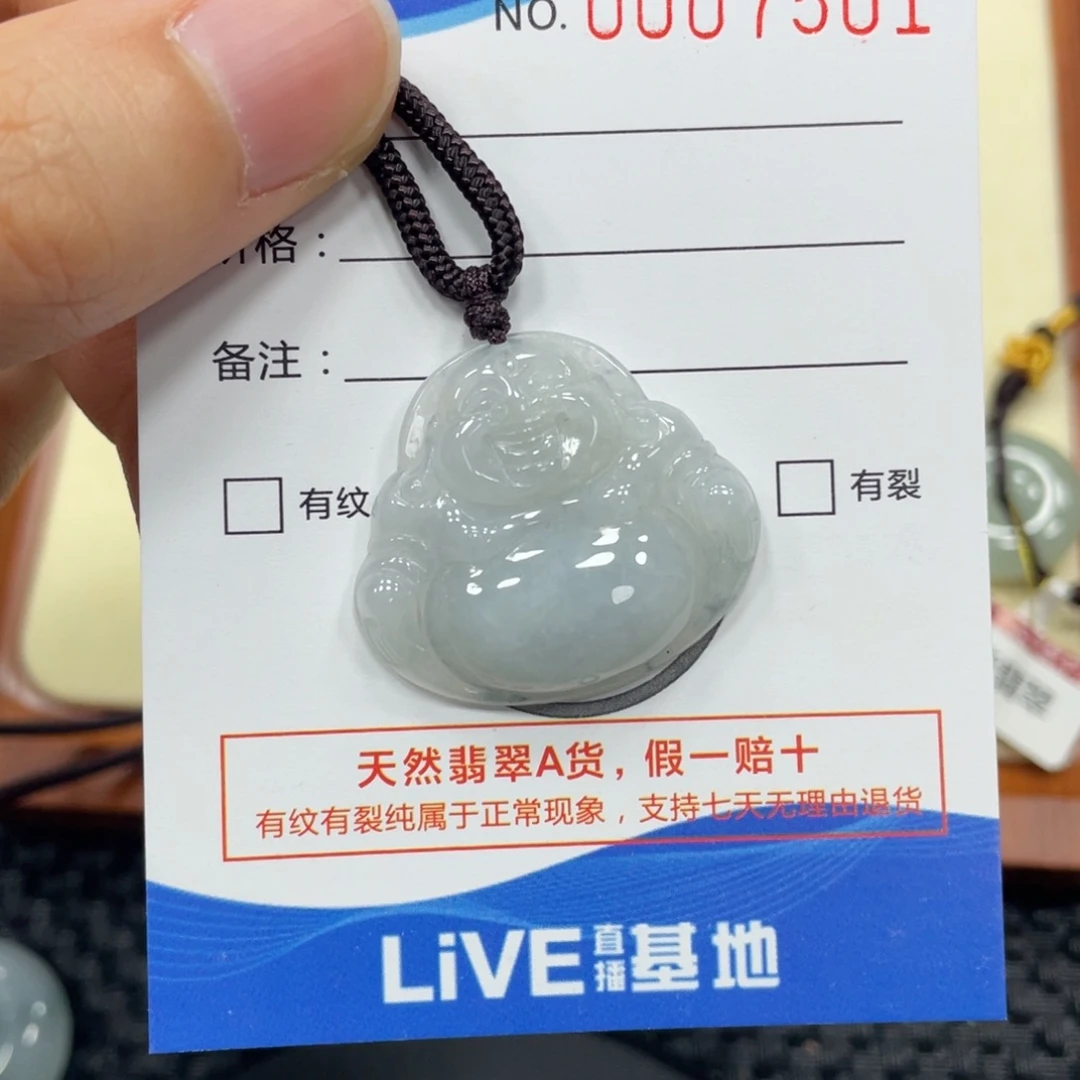 NO. 0007501
格：
备注：
有纹
有裂
天然翡翠A货，假一赔十
有纹有裂纯属于正常现象，支持七天无理由退货
LiVE直播基地
翡翠